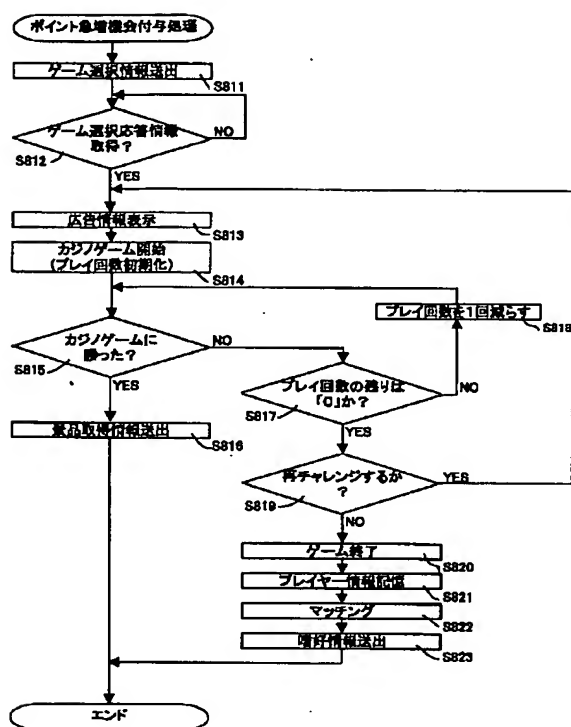 ポイント急増機会付与処理
ゲーム選択情報送出
S811
ゲーム選択応答情報
取得？
NO
S812
YES
広告情報表示
S813
カジノゲーム開始
(プレイ回数初期化)
S814
プレイ回数を1回減らす
S818
カジノゲームに
勝った？
NO
S815
YES
プレイ回数の残りは
「0」か？
NO
S817
YES
景品取得情報送出
S816
再チャレンジするか
？
YES
S819
NO
ゲーム終了
S820
プレイヤー情報記憶
S821
マッチング
S822
嗜好情報送出
S823
エンド